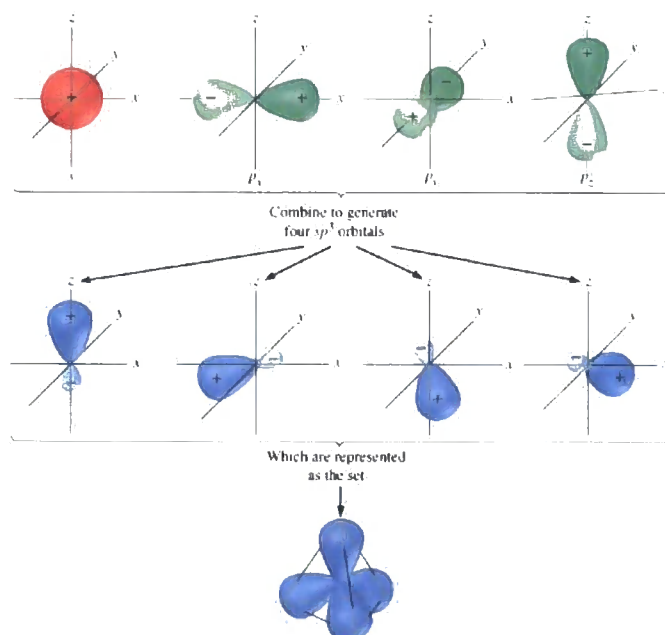 z
z
z
z
y
y
y
+
x
−
+
x
−
+
x
+
−
s
Combine to generate
four sp³ orbitals
z
z
z
z
y
y
+
x
+
−
x
−
+
x
−
+
Which are represented
as the set